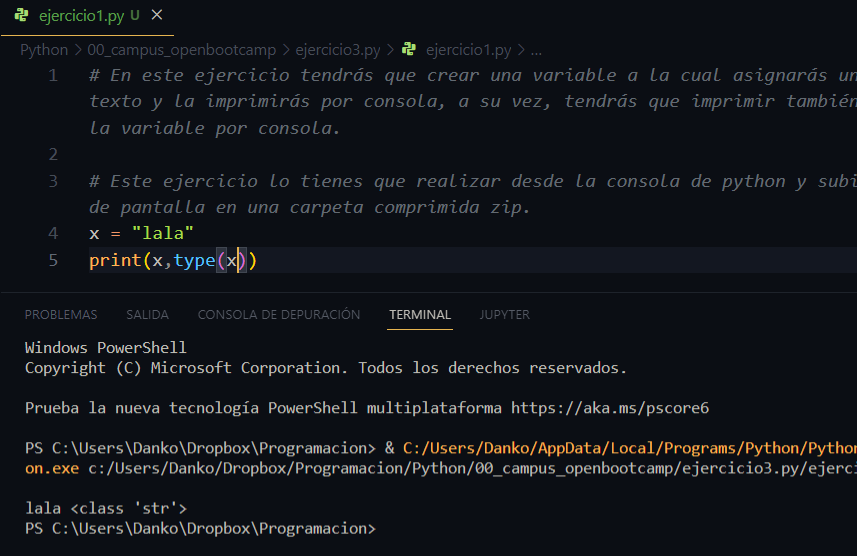 ejercicio1.py U ×
Python > 00_campus_openbootcamp > ejercicio3.py > ejercicio1.py > ...
1 # En este ejercicio tendrás que crear una variable a la cual asignarás un
texto y la imprimirás por consola, a su vez, tendrás que imprimir también
la variable por consola.
2
3 # Este ejercicio lo tienes que realizar desde la consola de python y subi
de pantalla en una carpeta comprimida zip.
4 x = "lala"
5 print(x,type(x))
PROBLEMAS SALIDA CONSOLA DE DEPURACIÓN TERMINAL JUPYTER
Windows PowerShell
Copyright (C) Microsoft Corporation. Todos los derechos reservados.
Prueba la nueva tecnología PowerShell multiplataforma https://aka.ms/pscore6
PS C:\Users\Danko\Dropbox\Programacion> & C:/Users/Danko/AppData/Local/Programs/Python/Python
on.exe c:/Users/Danko/Dropbox/Programacion/Python/00_campus_openbootcamp/ejercicio3.py/ejerci
lala <class 'str'>
PS C:\Users\Danko\Dropbox\Programacion>